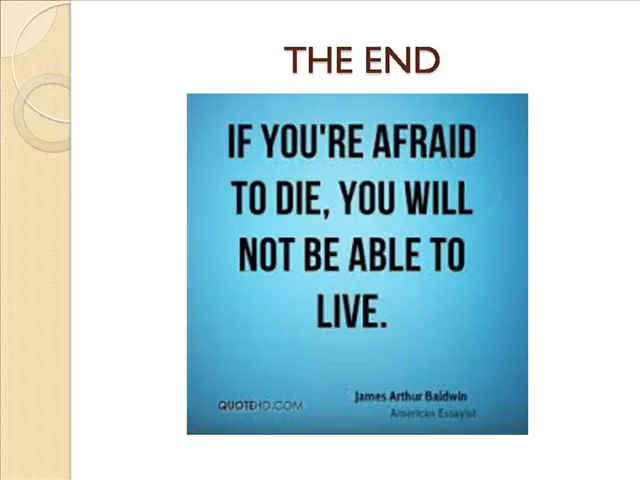 THE END
IF YOU'RE AFRAID
TO DIE, YOU WILL
NOT BE ABLE TO
LIVE.
James Arthur Baldwin
QUOTEHD.COM
American Essayist